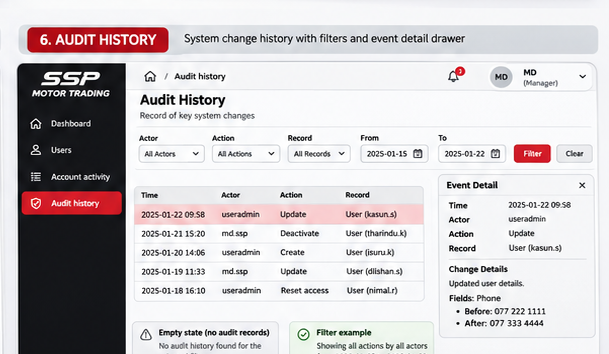 6. AUDIT HISTORY
System change history with filters and event detail drawer
SSP
MOTOR TRADING
Dashboard
Users
Account activity
Audit history
/ Audit history
3
MD
MD
(Manager)
Audit History
Record of key system changes
Actor Action Record From To
All Actors All Actions All Records 2025-01-15 2025-01-22 Filter Clear
Time Actor Action Record
2025-01-22 09:58 useradmin Update User (kasun.s)
2025-01-21 15:20 md.ssp Deactivate User (tharindu.k)
2025-01-20 14:06 useradmin Create User (isuru.k)
2025-01-19 11:33 md.ssp Update User (dlishan.s)
2025-01-18 16:10 useradmin Reset access User (nimal.r)
Event Detail
Time 2025-01-22 09:58
Actor useradmin
Action Update
Record User (kasun.s)
Change Details
Updated user details.
Fields: Phone
• Before: 077 222 1111
• After: 077 333 4444
Empty state (no audit records)
No audit history found for the
Filter example
Showing all actions by all actors